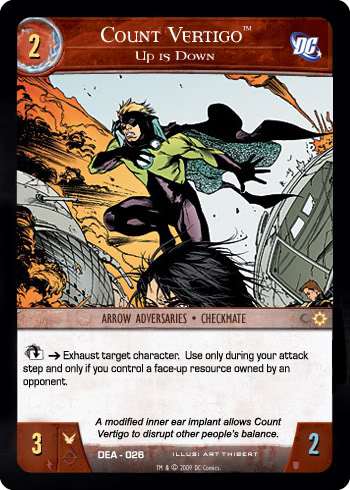 2
COUNT VERTIGO™
UP IS DOWN
DC
ARROW ADVERSARIES • CHECKMATE
→ Exhaust target character. Use only during your attack
step and only if you control a face-up resource owned by an
opponent.
A modified inner ear implant allows Count
Vertigo to disrupt other people's balance.
3
DEA - 026
ILLUS: ART THIBERT
2
TM & © 2009 DC Comics.